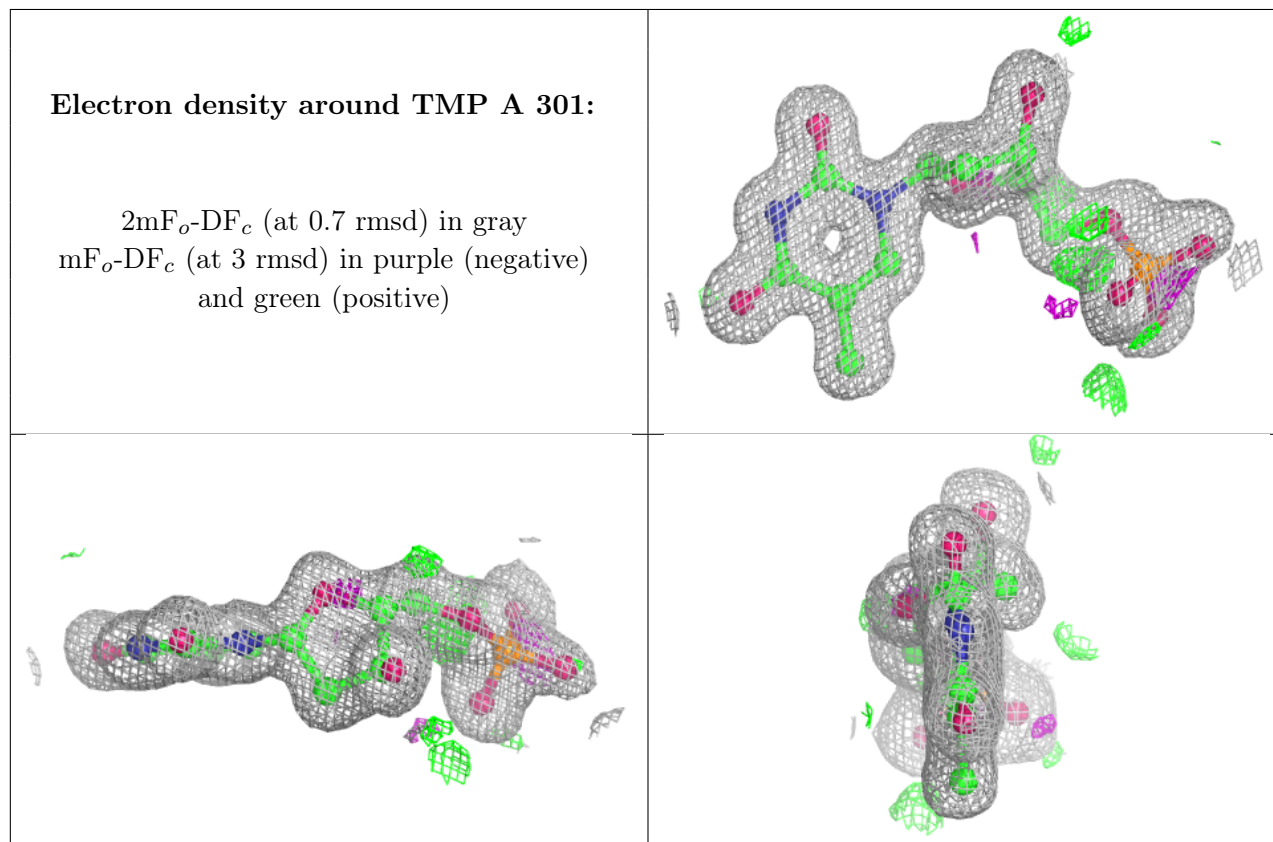 Electron density around TMP A 301:
2mFₒ-DF𝒸 (at 0.7 rmsd) in gray
mFₒ-DF𝒸 (at 3 rmsd) in purple (negative)
and green (positive)